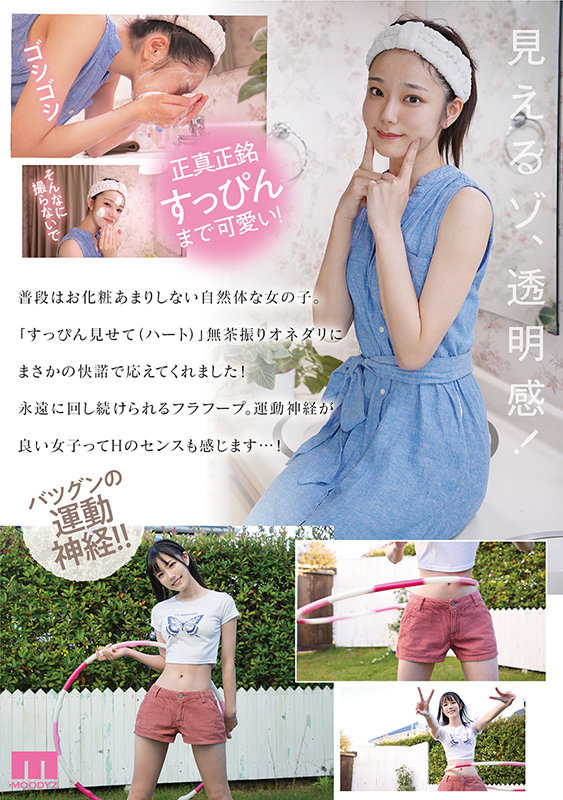 ゴシゴシ
見えるゾ、透明感!
正真正銘
すっぴん
まで可愛い!
そんなに
撮らないで
普段はお化粧あまりしない自然体な女の子。
「すっぴん見せて(ハート)」無茶振りオネダリに
まさかの快諾で応えてくれました!
永遠に回し続けられるフラフープ。運動神経が
良い女子ってHのセンスも感じます…!
バツグンの
運動
神経!!
MOODYZ